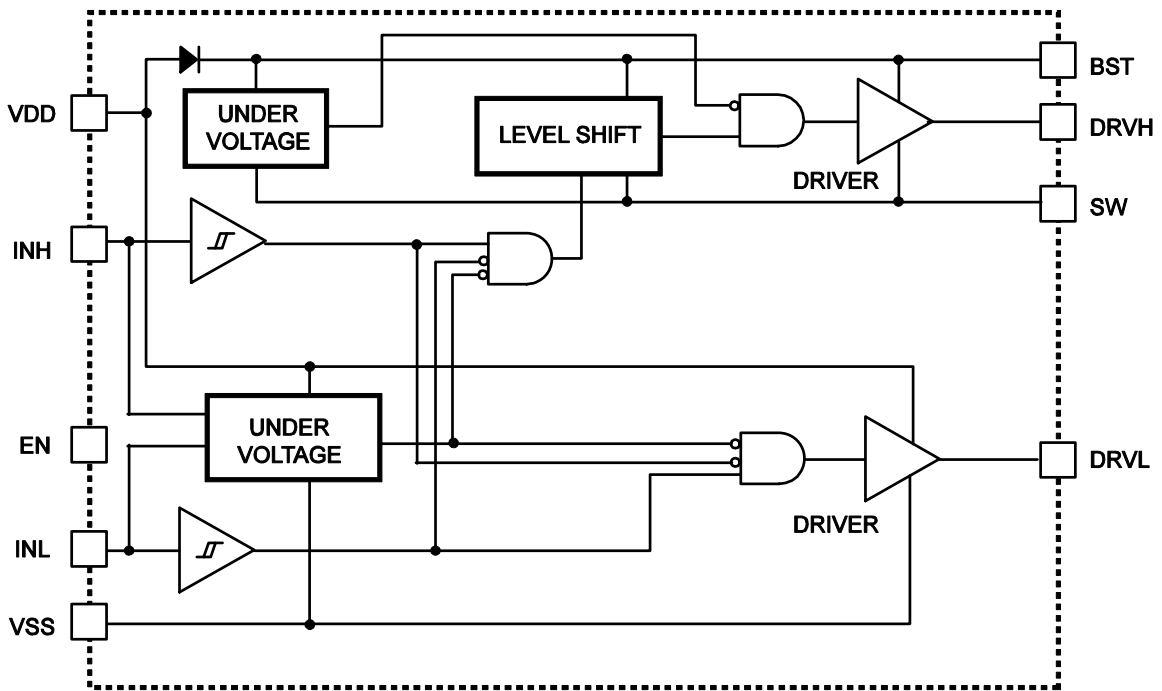 BST
VDD
UNDER
VOLTAGE
LEVEL SHIFT
DRVH
DRIVER
SW
INH
EN
UNDER
VOLTAGE
DRVL
DRIVER
INL
VSS